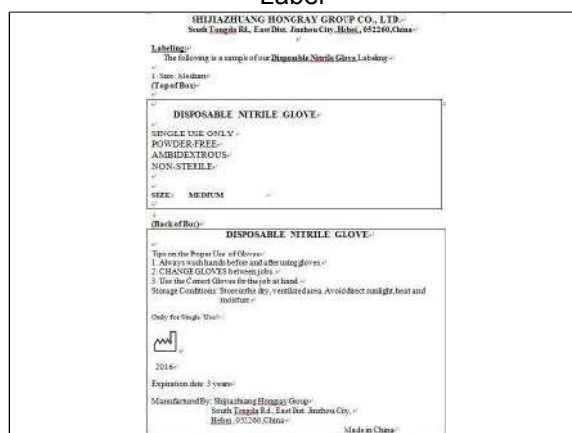 Label
SHIJIAZHUANG HONGRAY GROUP CO., LTD.
South Tongda Rd., East Dist. Jinzhou City, Hebei, 052260, China
Labeling:
The following is a sample of our Disposable Nitrile Glove Labeling
1. Size: Medium
(Top of Box)
DISPOSABLE NITRILE GLOVE
SINGLE USE ONLY
POWDER-FREE
AMBIDEXTROUS
NON-STERILE
SIZE: MEDIUM
(Back of Box)
DISPOSABLE NITRILE GLOVE
Tips on the Proper Use of Gloves
1. Always wash hands before and after using gloves
2. CHANGE GLOVES between jobs.
3. Use the Correct Gloves for the job at hand.
Storage Conditions: Store in the dry, ventilated area. Avoid direct sunlight, heat and
moisture
Only for Single Use
2016
Expiration date: 3 years
Manufactured By: Shijiazhuang Hongray Group
South Tongda Rd., East Dist. Jinzhou City,
Hebei, 052260, China
Made in China